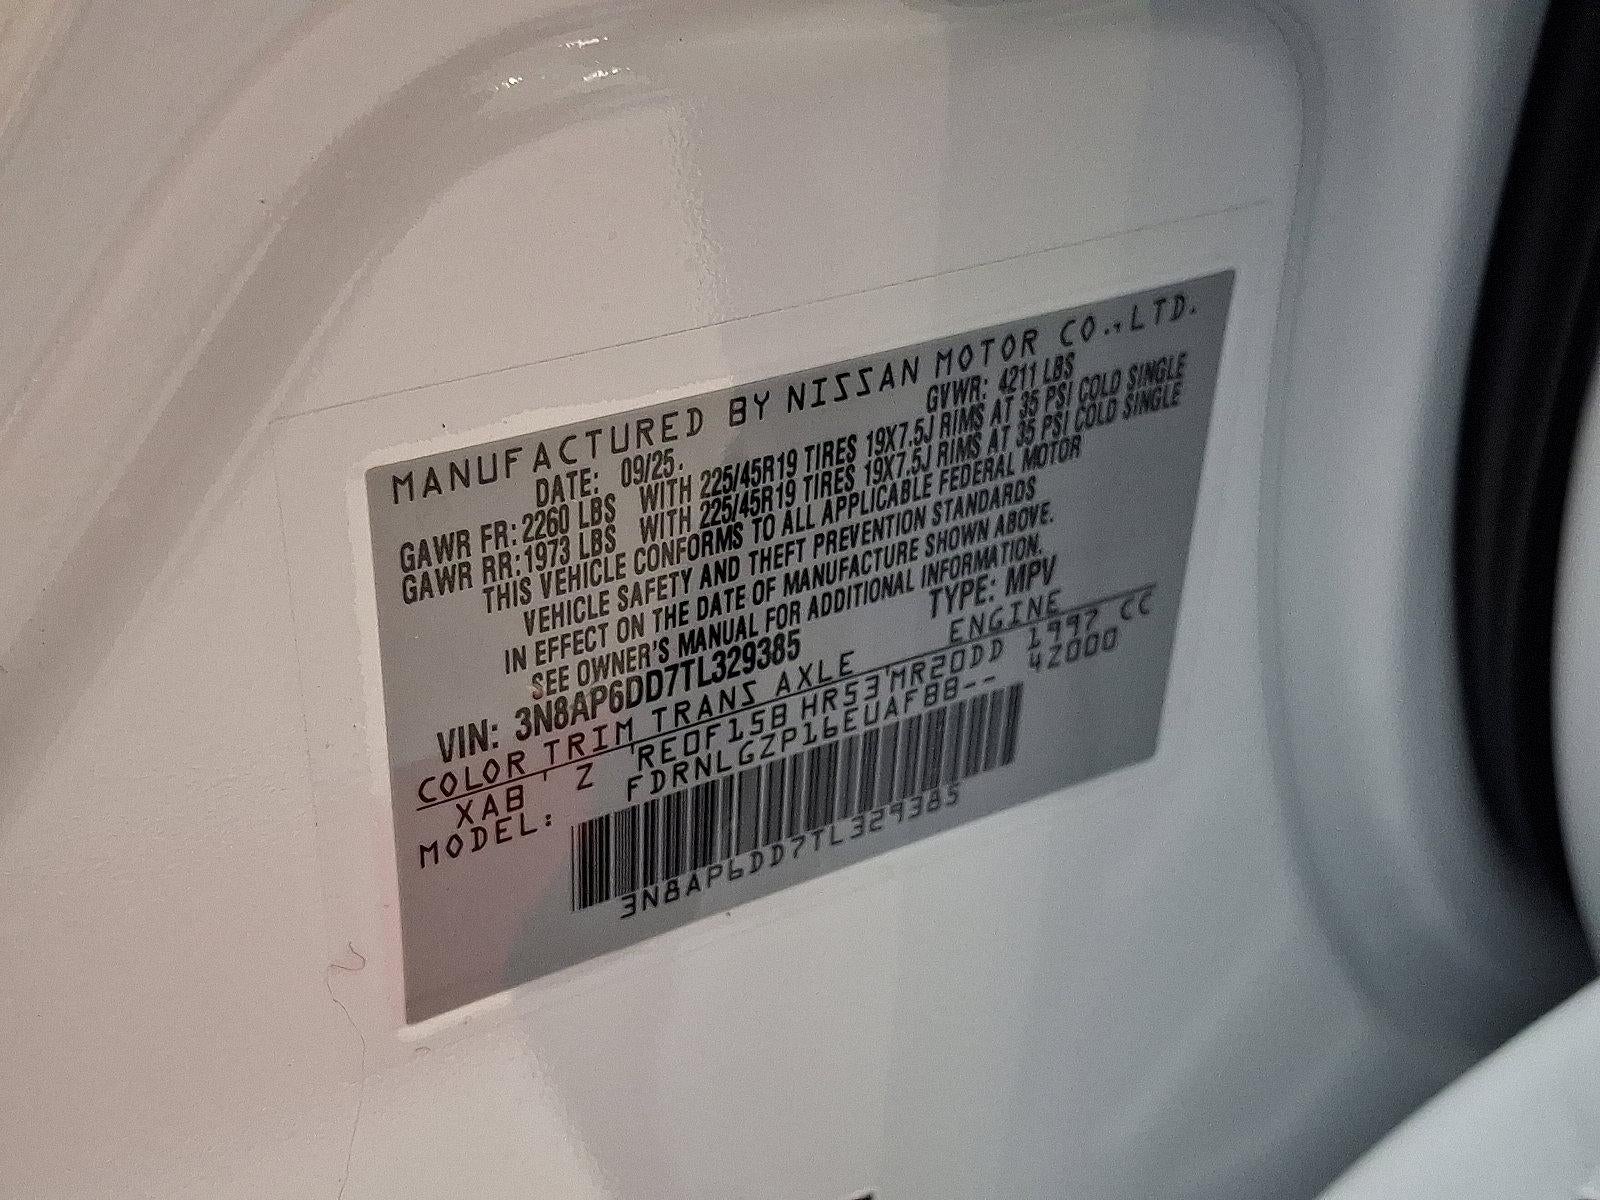 MANUFACTURED BY NISSAN MOTOR CO.,LTD.
DATE: 09/25. GVWR: 4211 LBS
GAWR FR: 2260 LBS WITH 225/45R19 TIRES 19X7.5J RIMS AT 35 PSI COLD SINGLE
GAWR RR: 1973 LBS WITH 225/45R19 TIRES 19X7.5J RIMS AT 35 PSI COLD SINGLE
THIS VEHICLE CONFORMS TO ALL APPLICABLE FEDERAL MOTOR
VEHICLE SAFETY AND THEFT PREVENTION STANDARDS
IN EFFECT ON THE DATE OF MANUFACTURE SHOWN ABOVE.
SEE OWNER'S MANUAL FOR ADDITIONAL INFORMATION.
VIN: 3N8AP6DD7TL329385 TYPE: MPV
COLOR TRIM TRANS AXLE ENGINE
XAB Z RE0F15B HR53 MR20DD 1997 CC
MODEL: FDRNLGZP16EUAFBB-- 42000
3N8AP6DD7TL329385